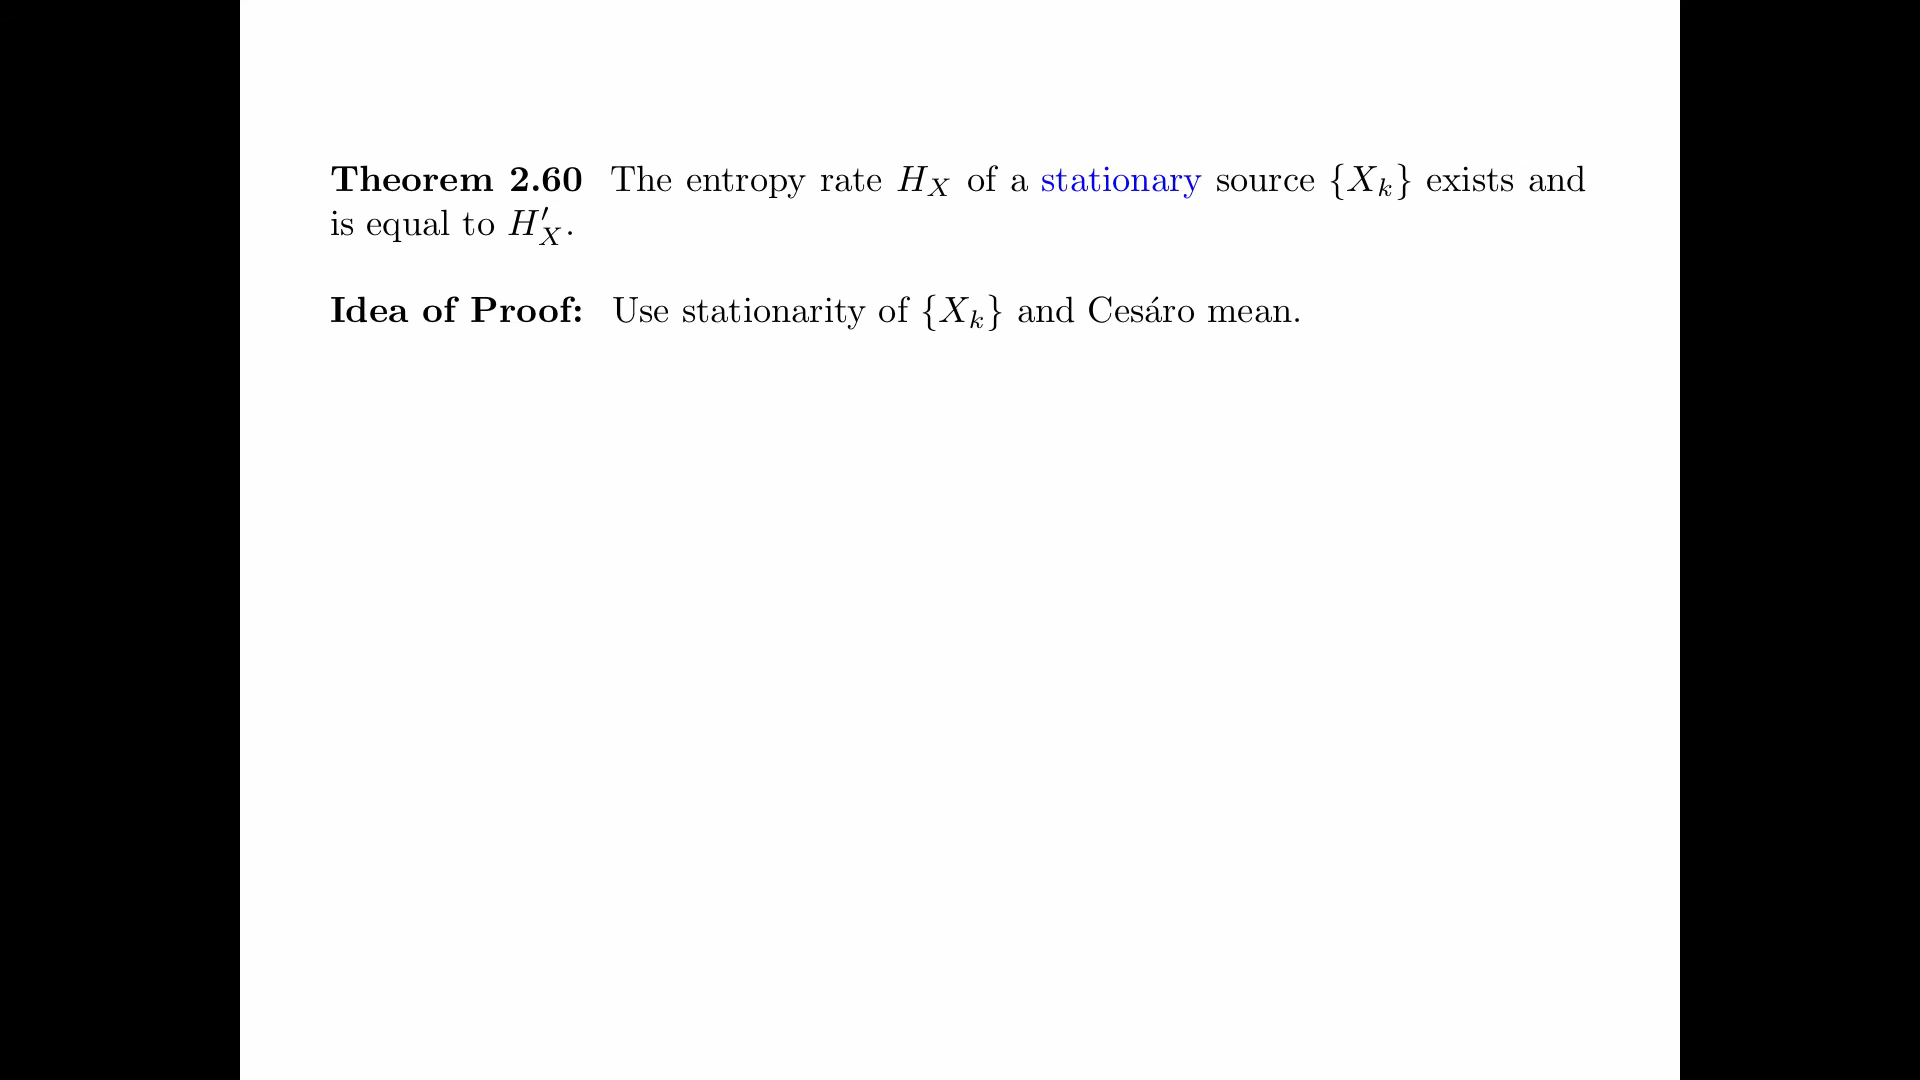 Theorem 2.60 The entropy rate $H_X$ of a stationary source $\{X_k\}$ exists and
is equal to $H'_X$.
Idea of Proof: Use stationarity of $\{X_k\}$ and Cesáro mean.